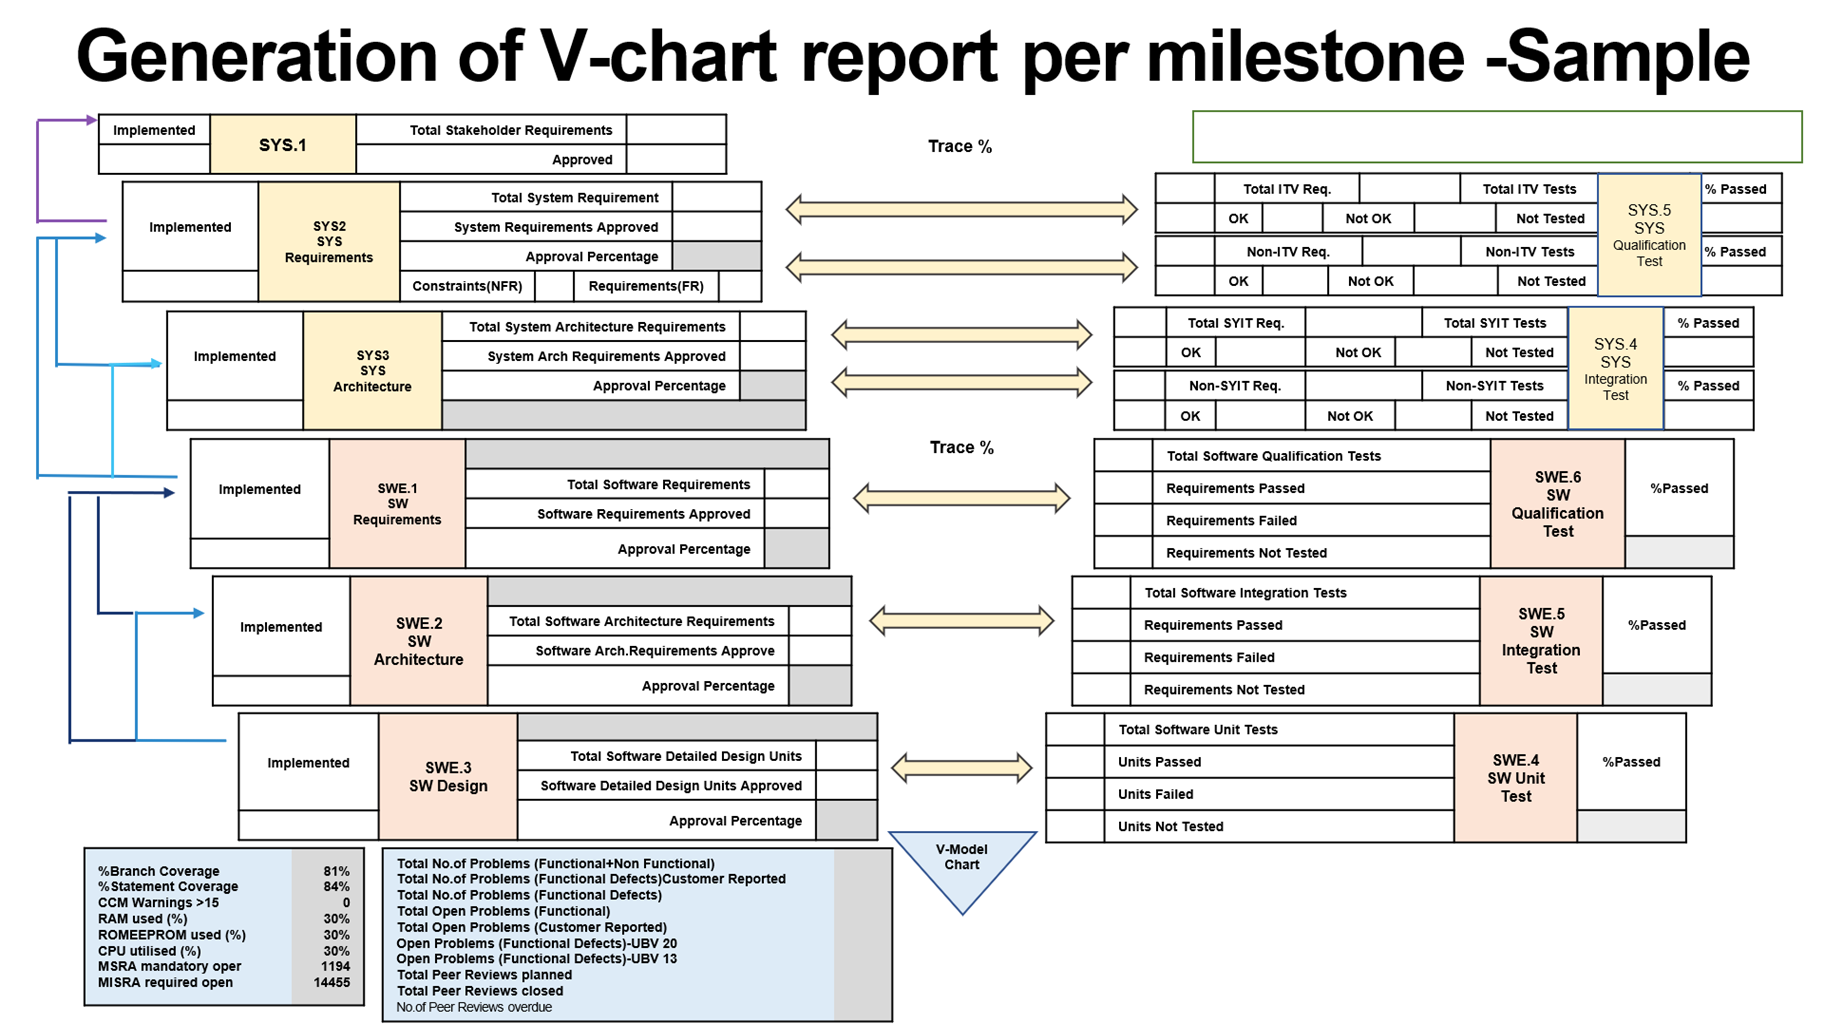 Generation of V-chart report per milestone -Sample
Implemented
SYS.1
Total Stakeholder Requirements
Approved
Trace %
Implemented
SYS2
SYS
Requirements
Total System Requirement
System Requirements Approved
Approval Percentage
Constraints(NFR)
Requirements(FR)
Total ITV Req.
Total ITV Tests
OK
Not OK
Not Tested
Non-ITV Req.
Non-ITV Tests
OK
Not OK
Not Tested
SYS.5
SYS
Qualification
Test
% Passed
% Passed
Implemented
SYS3
SYS
Architecture
Total System Architecture Requirements
System Arch Requirements Approved
Approval Percentage
Total SYIT Req.
Total SYIT Tests
OK
Not OK
Not Tested
Non-SYIT Req.
Non-SYIT Tests
OK
Not OK
Not Tested
SYS.4
SYS
Integration
Test
% Passed
% Passed
Trace %
Implemented
SWE.1
SW
Requirements
Total Software Requirements
Software Requirements Approved
Approval Percentage
Total Software Qualification Tests
Requirements Passed
Requirements Failed
Requirements Not Tested
SWE.6
SW
Qualification
Test
%Passed
Implemented
SWE.2
SW
Architecture
Total Software Architecture Requirements
Software Arch.Requirements Approve
Approval Percentage
Total Software Integration Tests
Requirements Passed
Requirements Failed
Requirements Not Tested
SWE.5
SW
Integration
Test
%Passed
Implemented
SWE.3
SW Design
Total Software Detailed Design Units
Software Detailed Design Units Approved
Approval Percentage
Total Software Unit Tests
Units Passed
Units Failed
Units Not Tested
SWE.4
SW Unit
Test
%Passed
V-Model
Chart
%Branch Coverage 81%
%Statement Coverage 84%
CCM Warnings >15 0
RAM used (%) 30%
ROMEEPROM used (%) 30%
CPU utilised (%) 30%
MSRA mandatory oper 1194
MISRA required open 14455
Total No.of Problems (Functional+Non Functional)
Total No.of Problems (Functional Defects)Customer Reported
Total No.of Problems (Functional Defects)
Total Open Problems (Functional)
Total Open Problems (Customer Reported)
Open Problems (Functional Defects)-UBV 20
Open Problems (Functional Defects)-UBV 13
Total Peer Reviews planned
Total Peer Reviews closed
No.of Peer Reviews overdue